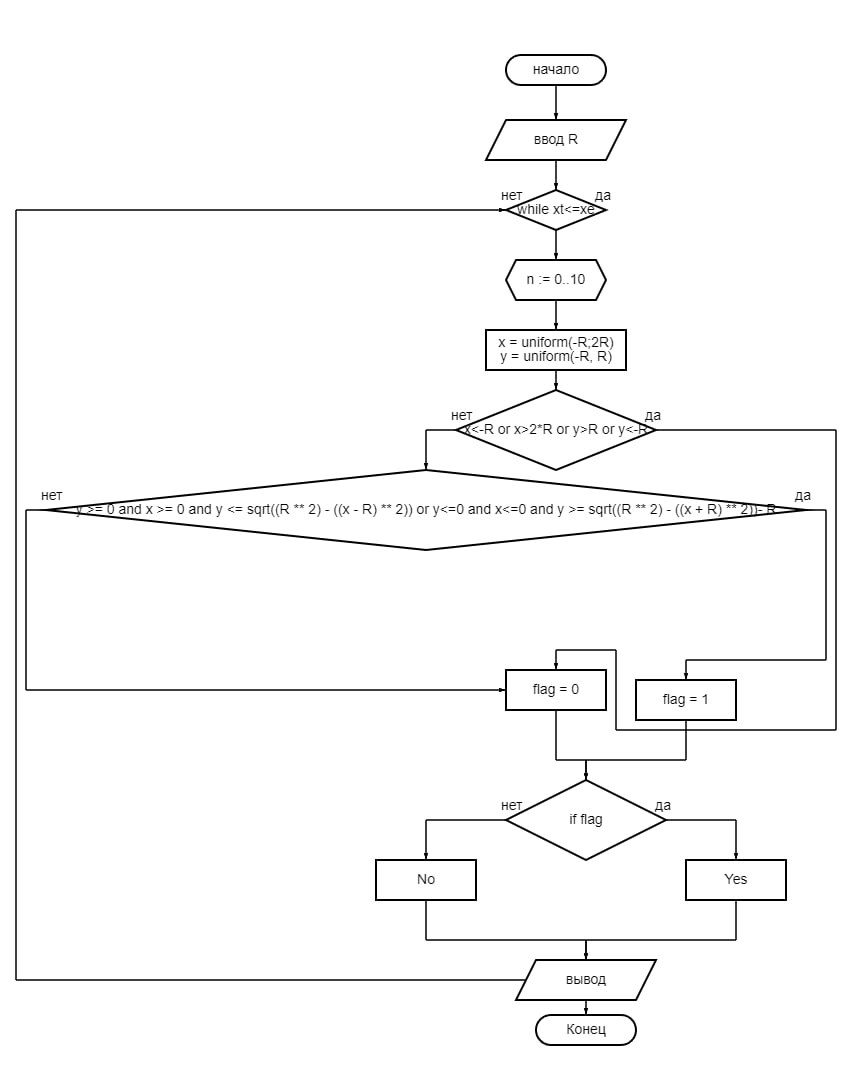 начало
ввод R
нет
да
while xt<=xe
n := 0..10
x = uniform(-R;2R)
y = uniform(-R, R)
нет
да
x<-R or x>2*R or y>R or y<-R
нет
да
y >= 0 and x >= 0 and y <= sqrt((R ** 2) - ((x - R) ** 2)) or y<=0 and x<=0 and y >= sqrt((R ** 2) - ((x + R) ** 2))- R
flag = 0
flag = 1
нет
да
if flag
No
Yes
вывод
Конец